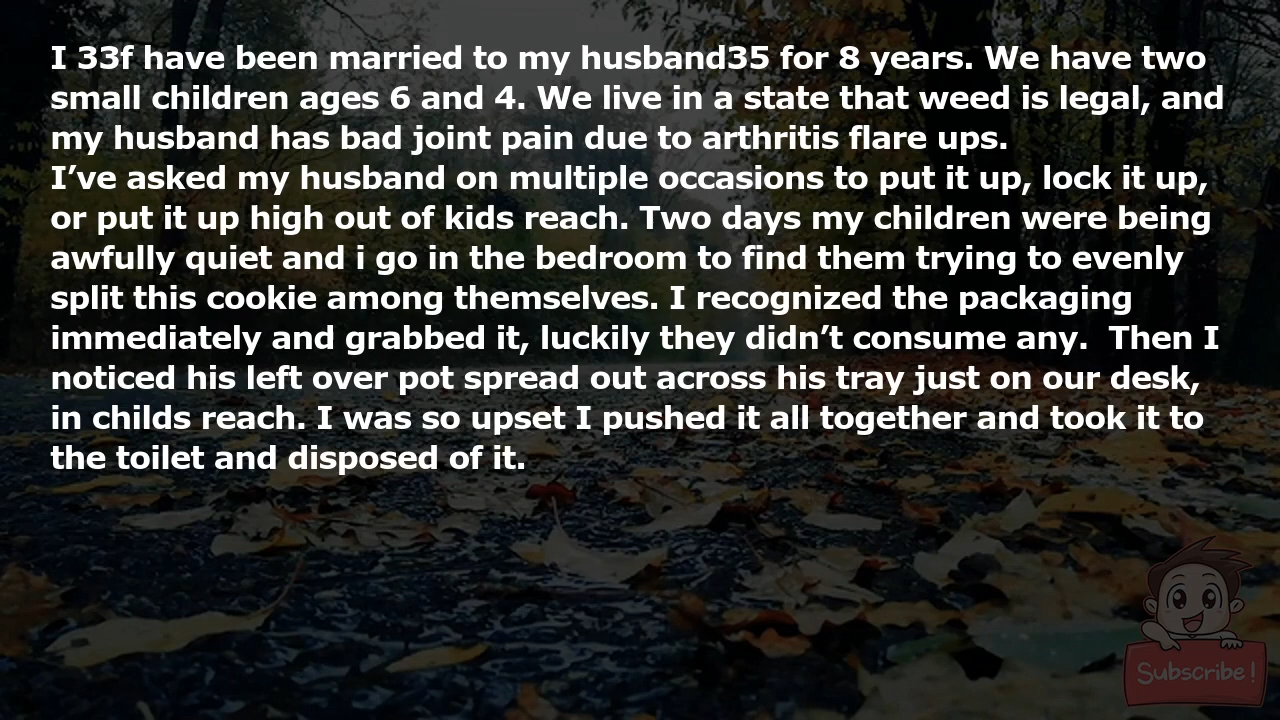 I 33f have been married to my husband35 for 8 years. We have two
small children ages 6 and 4. We live in a state that weed is legal, and
my husband has bad joint pain due to arthritis flare ups.
I’ve asked my husband on multiple occasions to put it up, lock it up,
or put it up high out of kids reach. Two days my children were being
awfully quiet and i go in the bedroom to find them trying to evenly
split this cookie among themselves. I recognized the packaging
immediately and grabbed it, luckily they didn’t consume any.  Then I
noticed his left over pot spread out across his tray just on our desk,
in childs reach. I was so upset I pushed it all together and took it to
the toilet and disposed of it.
Subscribe!